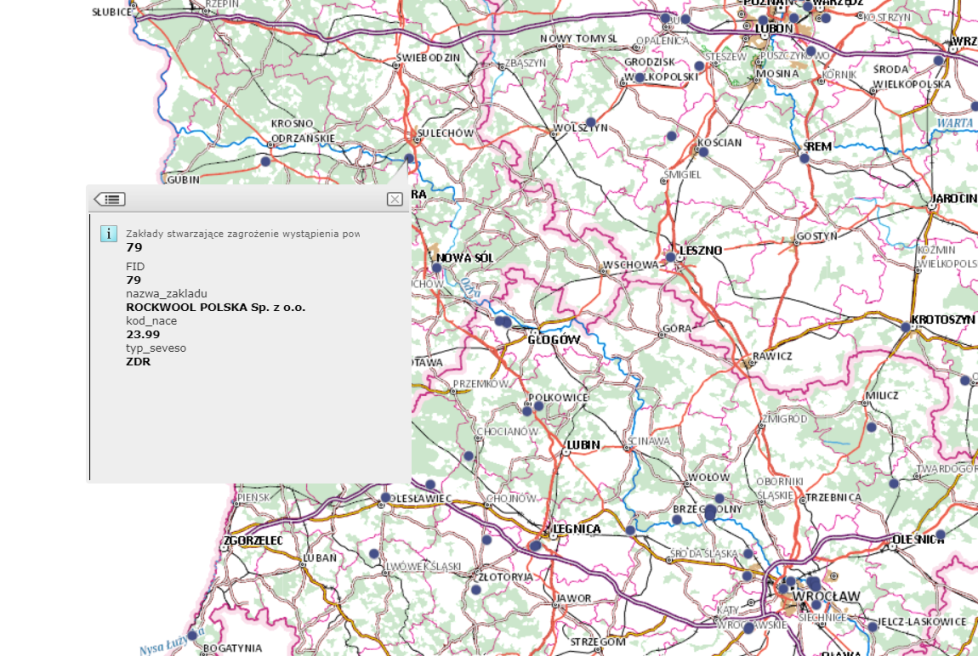 RZEPIN
SŁUBICE
POZNAŃ
SWARZĘDZ
KOSTRZYN
LUBOŃ
NOWY TOMYŚL
OPALENICA
ŚWIEBODZIN
ZBĄSZYŃ
STĘSZEW
PUSZCZYKOWO
GRODZISK
WIELKOPOLSKI
MOSINA
KÓRNIK
ŚRODA
WIELKOPOLSKA
WARTA
KROSNO
ODRZAŃSKIE
SULECHÓW
WOLSZTYN
KOŚCIAN
ŚREM
GUBIN
ŚMIGIEL
RA
JAROCIN
Zakłady stwarzające zagrożenie wystąpienia pow
79
FID
79
nazwa_zakladu
ROCKWOOL POLSKA Sp. z o.o.
kod_nace
23.99
typ_seveso
ZDR
GOSTYŃ
LESZNO
KOŹMIN
WIELKOPOLS
NOWA SÓL
WSCHOWA
CHÓW
Odra
KROTOSZYN
GŁOGÓW
GÓRA
RAWICZ
OTAWA
PRZEMKÓW
POLKOWICE
MILICZ
ŻMIGRÓD
CHOCIANÓW
LUBIN
ŚCINAWA
TWARDOGÓR
WOŁÓW
OBORNIKI
ŚLĄSKIE
TRZEBNICA
PIEŃSK
BOLESŁAWIEC
CHOJNÓW
BRZEG DOLNY
LEGNICA
ZGORZELEC
OLEŚNICA
LUBAŃ
LWÓWEK ŚLĄSKI
ŚRODA ŚLĄSKA
ZŁOTORYJA
JAWOR
WROCŁAW
KĄTY
WROCŁAWSKIE
SIECHNICE
JELCZ-LASKOWICE
Nysa Łużycka
BOGATYNIA
STRZEGOM
OŁAWA